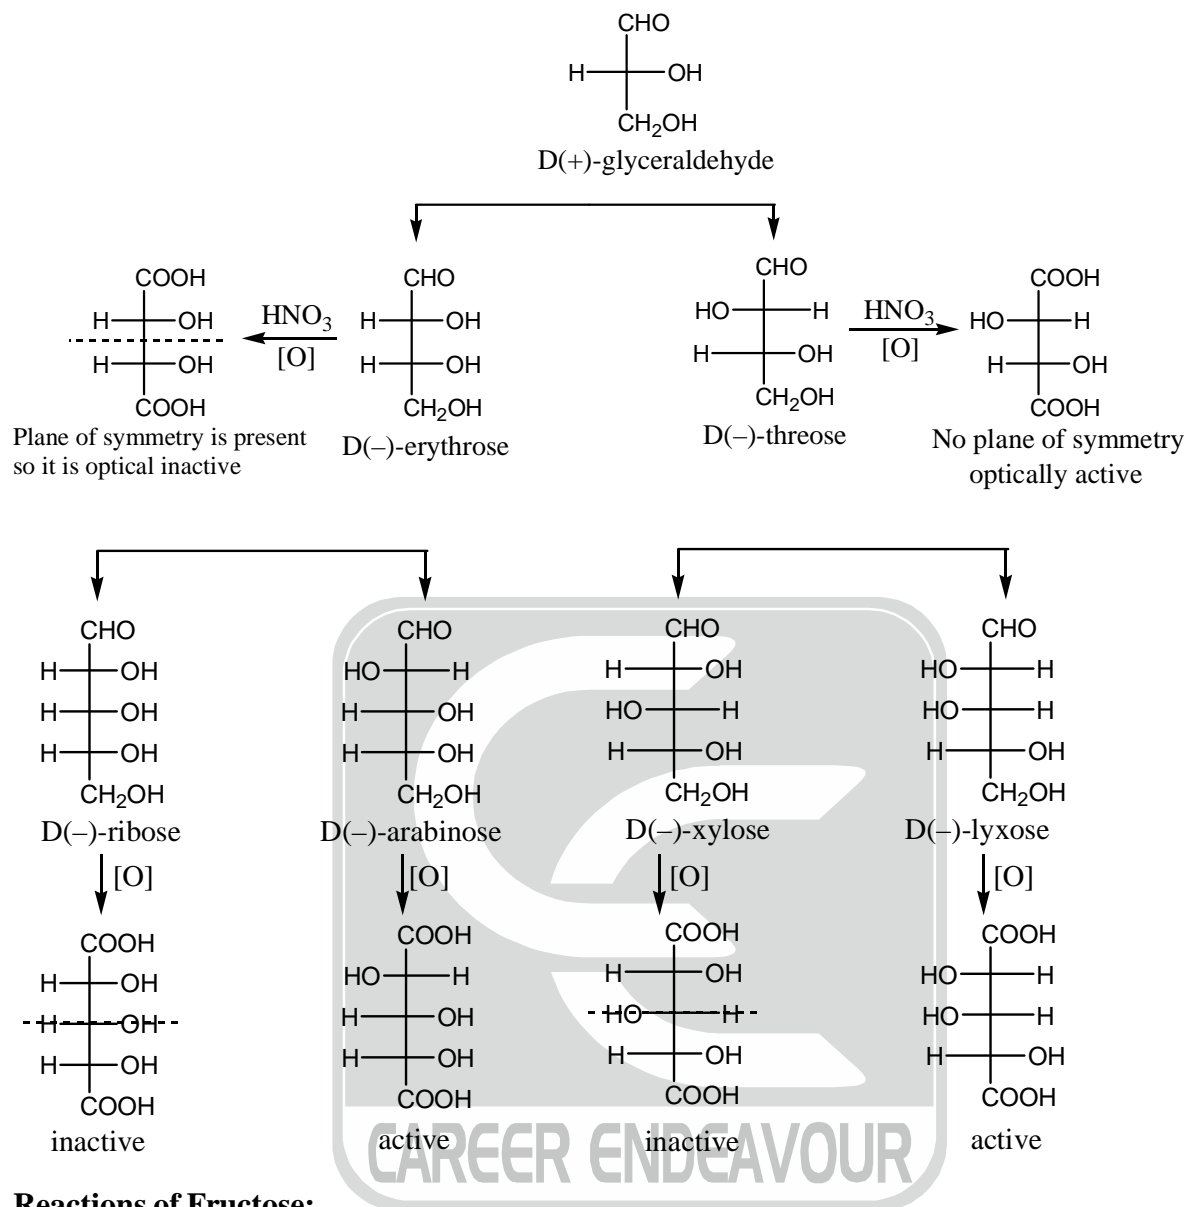 CHO
H OH
CH2OH
D(+)-glyceraldehyde
COOH CHO CHO COOH
H OH HNO3 H OH HO H HNO3 HO H
[O] [O]
H OH H OH H OH H OH
COOH CH2OH CH2OH COOH
Plane of symmetry is present
so it is optical inactive
D(–)-erythrose
D(–)-threose
No plane of symmetry
optically active
CHO CHO CHO CHO
H OH HO H H OH HO H
H OH H OH HO H HO H
H OH H OH H OH H OH
CH2OH CH2OH CH2OH CH2OH
D(–)-ribose D(–)-arabinose D(–)-xylose D(–)-lyxose
[O] [O] [O] [O]
COOH COOH COOH COOH
H OH HO H H OH HO H
H OH H OH HO H HO H
H OH H OH H OH H OH
COOH COOH COOH COOH
inactive active inactive active
CAREER ENDEAVOUR
Reactions of Fructose: